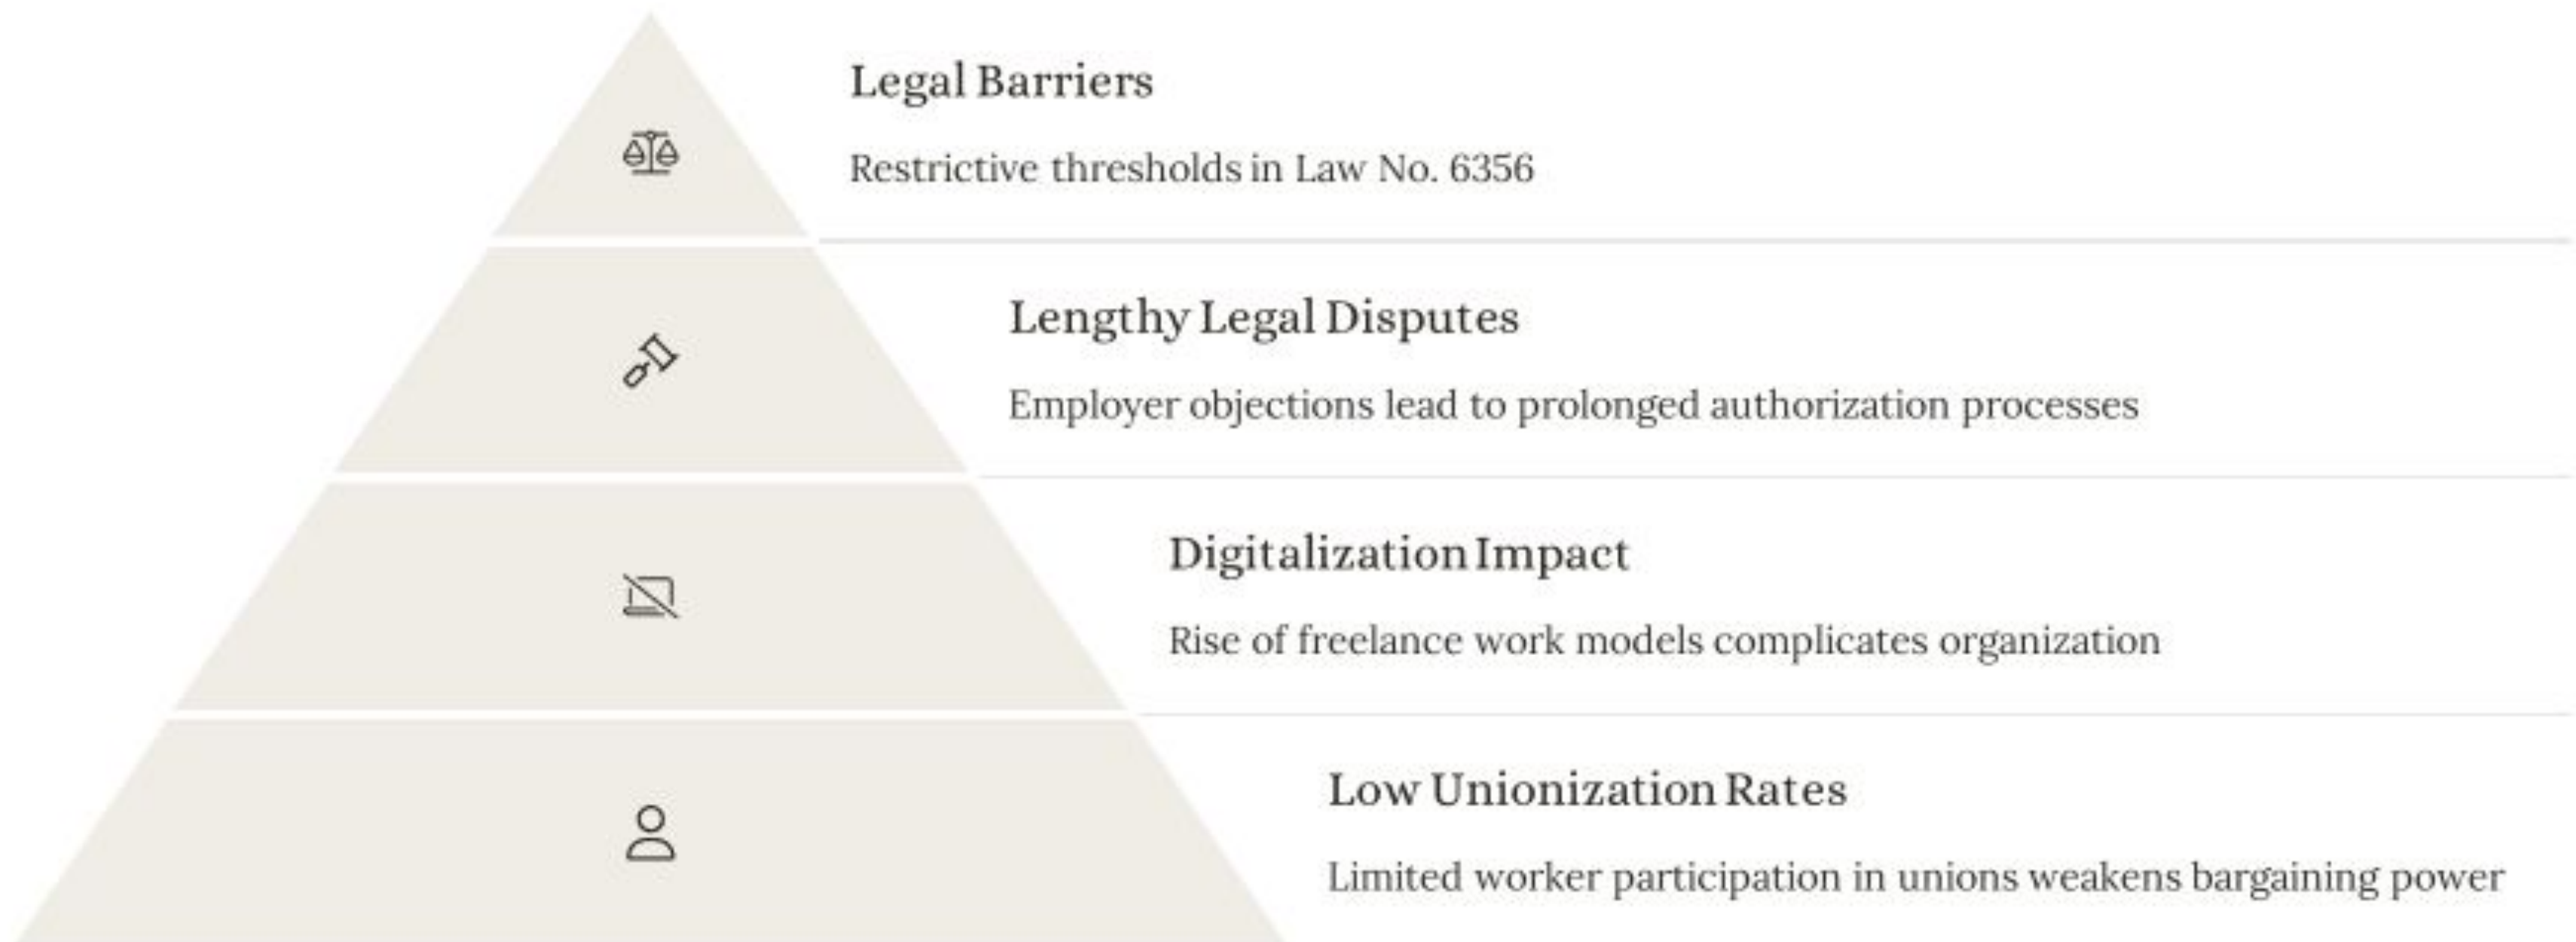 Legal Barriers
Restrictive thresholds in Law No. 6356
Lengthy Legal Disputes
Employer objections lead to prolonged authorization processes
Digitalization Impact
Rise of freelance work models complicates organization
Low Unionization Rates
Limited worker participation in unions weakens bargaining power